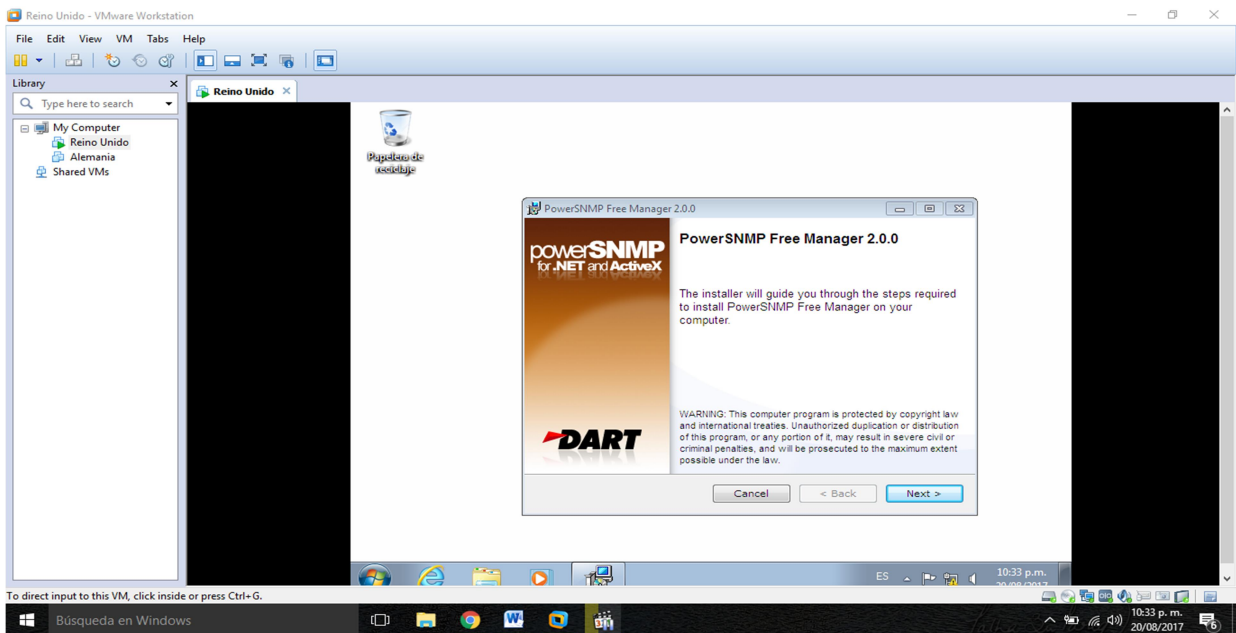 Reino Unido - VMware Workstation
File Edit View VM Tabs Help
Library
Type here to search
My Computer
Reino Unido
Alemania
Shared VMs
Reino Unido
Papelera de
reciclaje
PowerSNMP Free Manager 2.0.0
powerSNMP
for .NET and ActiveX
DART
PowerSNMP Free Manager 2.0.0
The installer will guide you through the steps required
to install PowerSNMP Free Manager on your
computer.
WARNING: This computer program is protected by copyright law
and international treaties. Unauthorized duplication or distribution
of this program, or any portion of it, may result in severe civil or
criminal penalties, and will be prosecuted to the maximum extent
possible under the law.
Cancel < Back Next >
ES
10:33 p.m.
20/08/2017
To direct input to this VM, click inside or press Ctrl+G.
Búsqueda en Windows
10:33 p. m.
20/08/2017
6